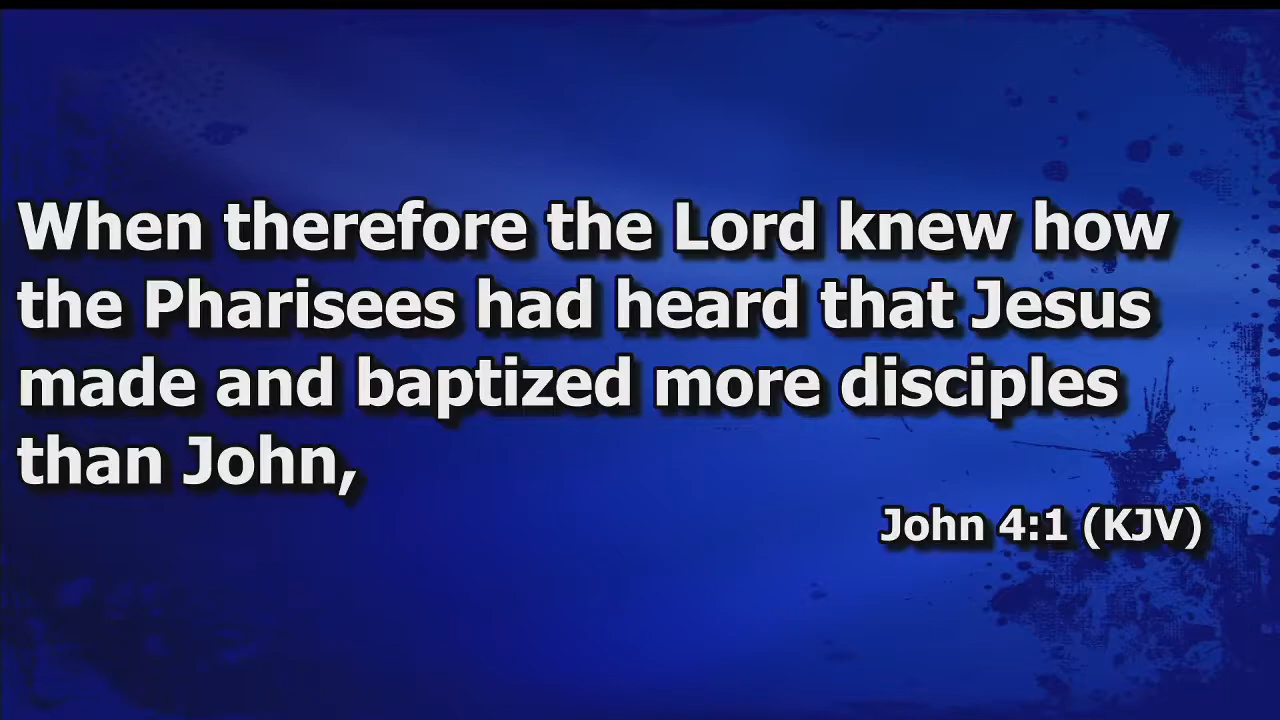 When therefore the Lord knew how
the Pharisees had heard that Jesus
made and baptized more disciples
than John,
John 4:1 (KJV)